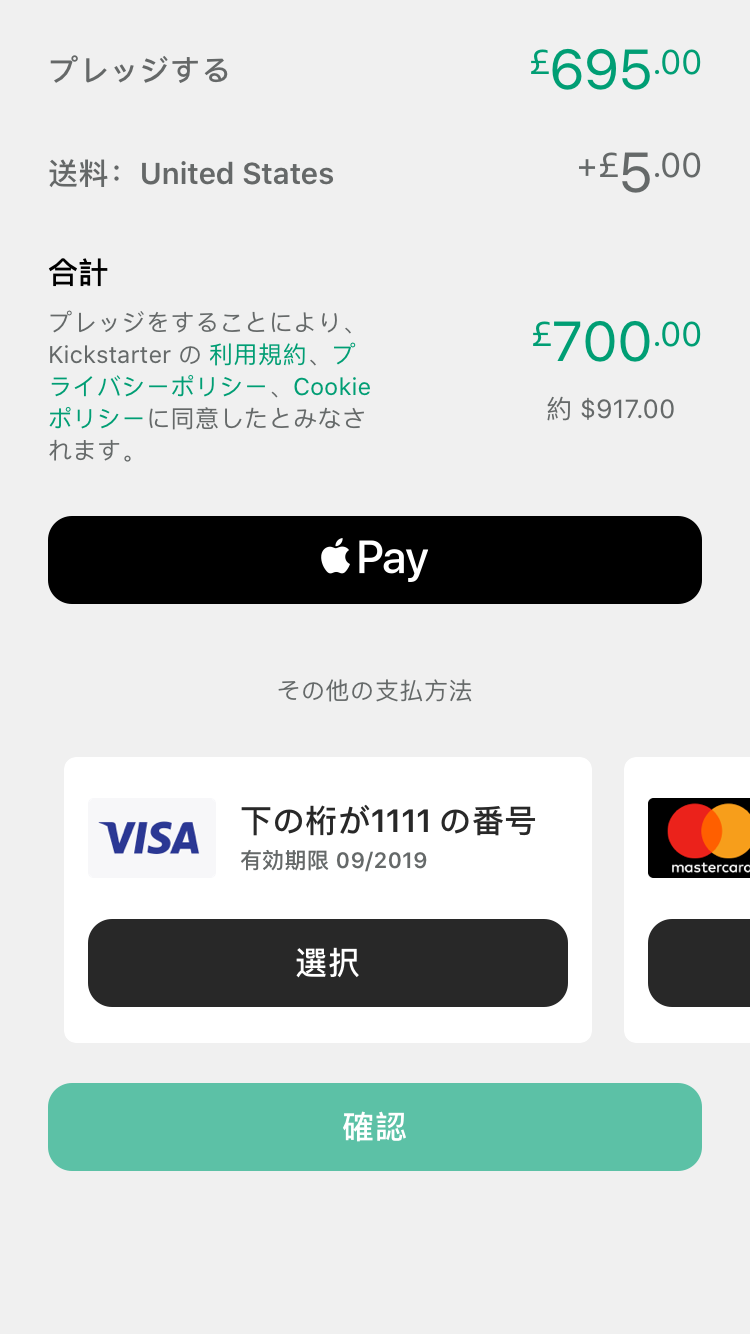 プレッジする £695.00
送料： United States +£5.00
合計
プレッジをすることにより、
Kickstarter の 利用規約、プ
ライバシーポリシー、Cookie
ポリシーに同意したとみなさ
れます。
£700.00
約 $917.00
Pay
その他の支払方法
VISA
下の桁が1111 の番号
有効期限 09/2019
選択
mastercard
確認